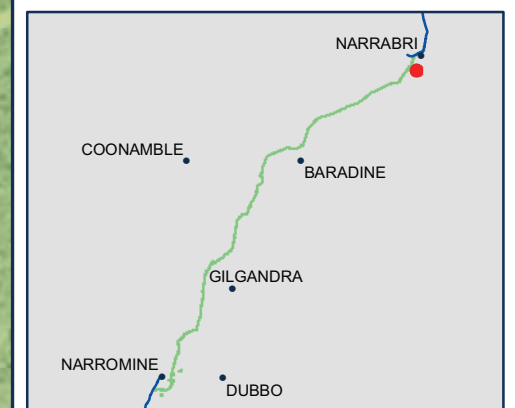 NARRABRI
COONAMBLE
BARADINE
GILGANDRA
NARROMINE
DUBBO